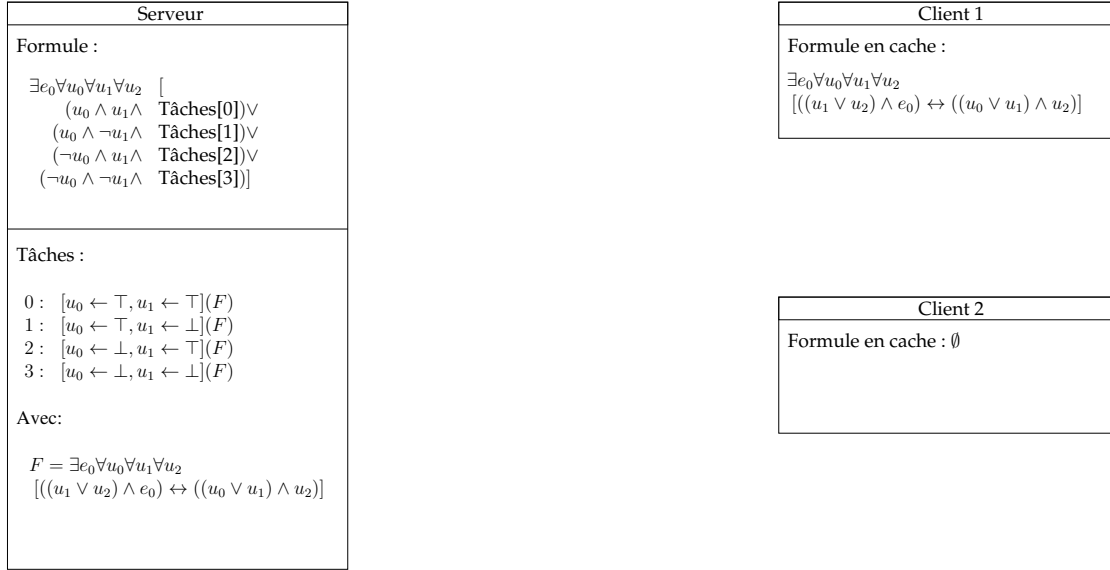 Serveur
Formule :
∃e₀∀u₀∀u₁∀u₂ [
(u₀ ∧ u₁∧ Tâches[0])∨
(u₀ ∧ ¬u₁∧ Tâches[1])∨
(¬u₀ ∧ u₁∧ Tâches[2])∨
(¬u₀ ∧ ¬u₁∧ Tâches[3])]
Tâches :
0 : [u₀ ← ⊤, u₁ ← ⊤](F)
1 : [u₀ ← ⊤, u₁ ← ⊥](F)
2 : [u₀ ← ⊥, u₁ ← ⊤](F)
3 : [u₀ ← ⊥, u₁ ← ⊥](F)
Avec:
F = ∃e₀∀u₀∀u₁∀u₂
[((u₁ ∨ u₂) ∧ e₀) ↔ ((u₀ ∨ u₁) ∧ u₂)]
Client 1
Formule en cache :
∃e₀∀u₀∀u₁∀u₂
[((u₁ ∨ u₂) ∧ e₀) ↔ ((u₀ ∨ u₁) ∧ u₂)]
Client 2
Formule en cache : ∅